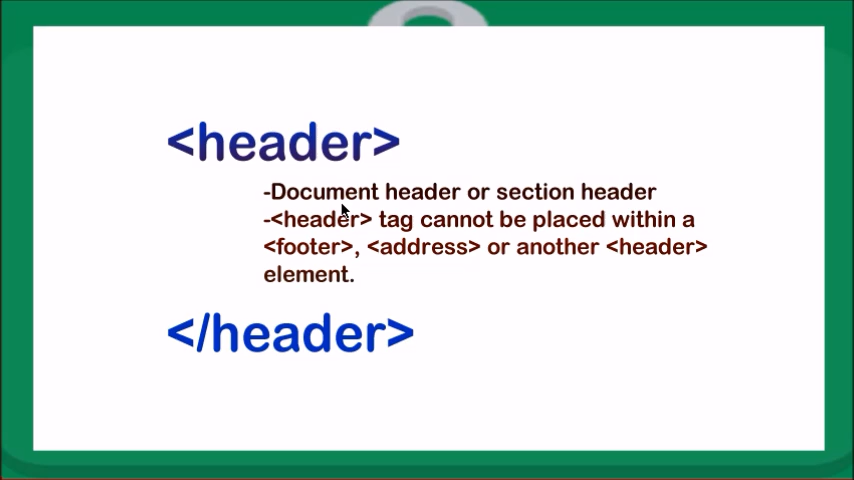 <header>
-Document header or section header
-<header> tag cannot be placed within a
<footer>, <address> or another <header>
element.
</header>